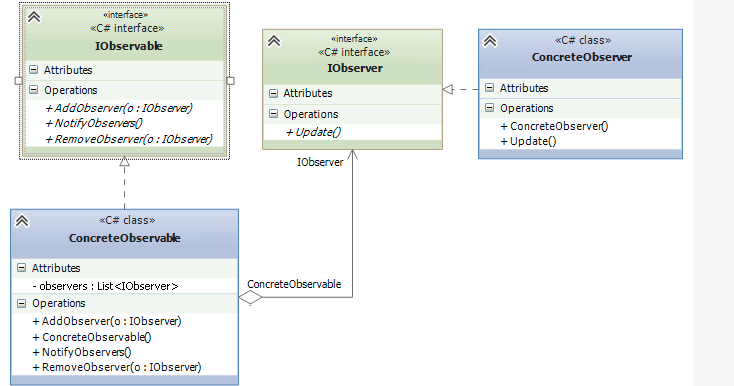 «interface»
«C# interface»
IObservable
Attributes
Operations
+ AddObserver(o : IObserver)
+ NotifyObservers()
+ RemoveObserver(o : IObserver)
«interface»
«C# interface»
IObserver
Attributes
Operations
+ Update()
«C# class»
ConcreteObserver
Attributes
Operations
+ ConcreteObserver()
+ Update()
IObserver
«C# class»
ConcreteObservable
Attributes
- observers : List<IObserver>
Operations
+ AddObserver(o : IObserver)
+ ConcreteObservable()
+ NotifyObservers()
+ RemoveObserver(o : IObserver)
ConcreteObservable